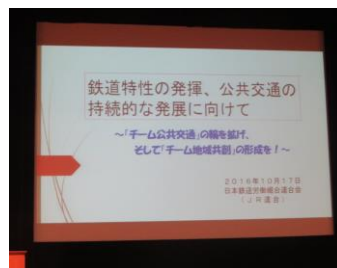 鉄道特性の発揮、公共交通の
持続的な発展に向けて
～「チーム公共交通」の輪を拡げ、
そして「チーム地域共創」の形成を！～
2016年10月17日
日本鉄道労働組合連合会
（JR連合）